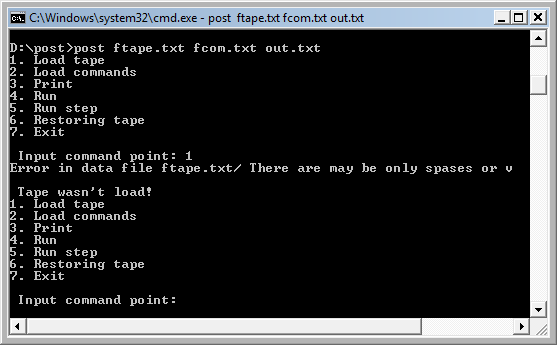 C:\Windows\system32\cmd.exe - post ftape.txt fcom.txt out.txt
D:\post>post ftape.txt fcom.txt out.txt
1. Load tape
2. Load commands
3. Print
4. Run
5. Run step
6. Restoring tape
7. Exit
Input command point: 1
Error in data file ftape.txt/ There are may be only spases or v
Tape wasn't load!
1. Load tape
2. Load commands
3. Print
4. Run
5. Run step
6. Restoring tape
7. Exit
Input command point: